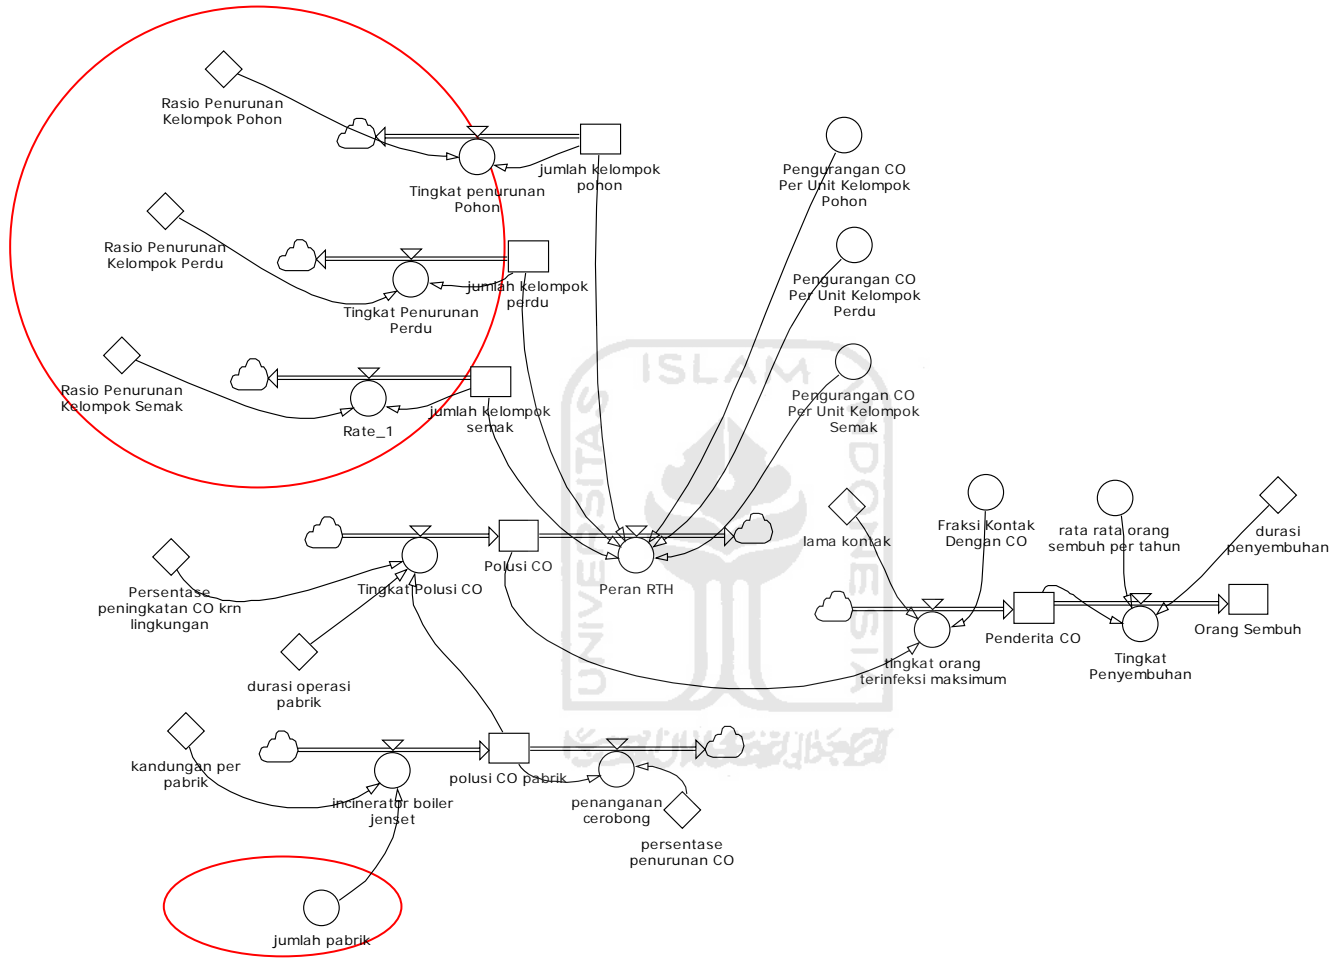 Rasio Penurunan
Kelompok Pohon
jumlah kelompok
pohon
Tingkat penurunan
Pohon
Pengurangan CO
Per Unit Kelompok
Pohon
Rasio Penurunan
Kelompok Perdu
jumlah kelompok
perdu
Tingkat Penurunan
Perdu
Pengurangan CO
Per Unit Kelompok
Perdu
Rasio Penurunan
Kelompok Semak
jumlah kelompok
semak
Rate_1
Pengurangan CO
Per Unit Kelompok
Semak
ISLAM
UNIVERSITAS
INDONESIA
Polusi CO
Tingkat Polusi CO
Peran RTH
Persentase
peningkatan CO krn
lingkungan
durasi operasi
pabrik
lama kontak
Fraksi Kontak
Dengan CO
rata rata orang
sembuh per tahun
durasi
penyembuhan
Penderita CO
Orang Sembuh
tingkat orang
terinfeksi maksimum
Tingkat
Penyembuhan
kandungan per
pabrik
polusi CO pabrik
incinerator boiler
jenset
penanganan
cerobong
persentase
penurunan CO
jumlah pabrik